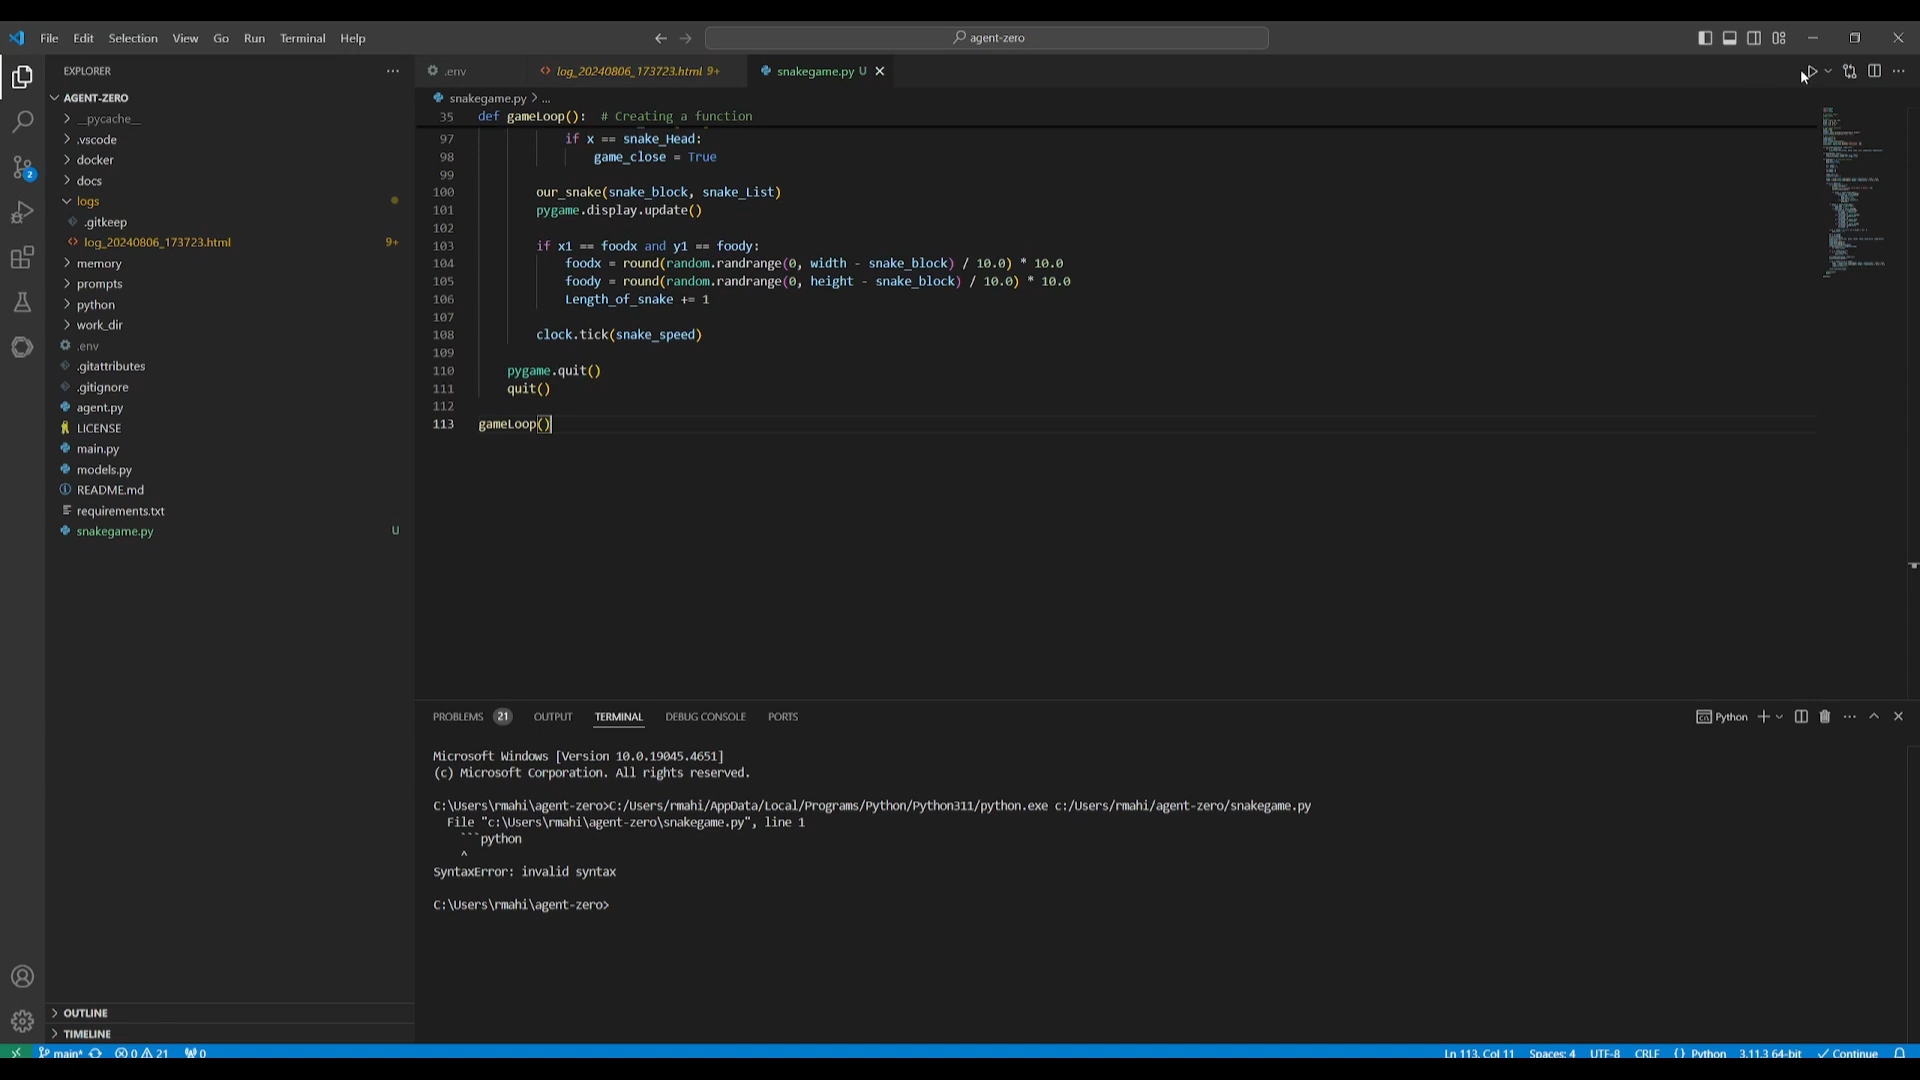 File Edit Selection View Go Run Terminal Help
agent-zero
EXPLORER
AGENT-ZERO
__pycache__
.vscode
docker
docs
logs
.gitkeep
log_20240806_173723.html 9+
memory
prompts
python
work_dir
.env
.gitattributes
.gitignore
agent.py
LICENSE
main.py
models.py
README.md
requirements.txt
snakegame.py U
OUTLINE
TIMELINE
2
.env
log_20240806_173723.html 9+
snakegame.py U
snakegame.py > ...
35 def gameLoop():  # Creating a function
97 if x == snake_Head:
98 game_close = True
99
100 our_snake(snake_block, snake_List)
101 pygame.display.update()
102
103 if x1 == foodx and y1 == foody:
104 foodx = round(random.randrange(0, width - snake_block) / 10.0) * 10.0
105 foody = round(random.randrange(0, height - snake_block) / 10.0) * 10.0
106 Length_of_snake += 1
107
108 clock.tick(snake_speed)
109
110 pygame.quit()
111 quit()
112
113 gameLoop()
PROBLEMS 21 OUTPUT TERMINAL DEBUG CONSOLE PORTS
Python
Microsoft Windows [Version 10.0.19045.4651]
(c) Microsoft Corporation. All rights reserved.
C:\Users\rmahi\agent-zero>C:/Users/rmahi/AppData/Local/Programs/Python/Python311/python.exe c:/Users/rmahi/agent-zero/snakegame.py
File "c:\Users\rmahi\agent-zero\snakegame.py", line 1
```python
^
SyntaxError: invalid syntax
C:\Users\rmahi\agent-zero>
main* 0 21 0
Ln 113, Col 11 Spaces: 4 UTF-8 CRLF Python 3.11.3 64-bit Continue